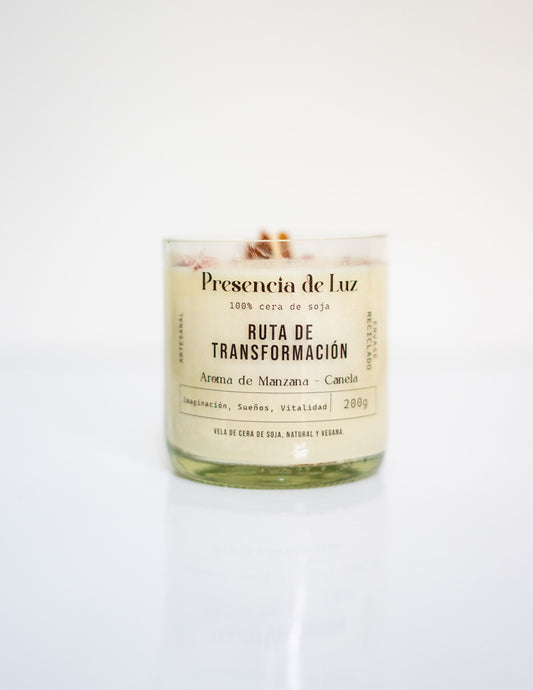 Presencia de Luz
100% cera de soja
RUTA DE
TRANSFORMACIÓN
Aroma de Manzana - Canela
Imaginación, Sueños, Vitalidad
200g
VELA DE CERA DE SOJA, NATURAL Y VEGANA.
ARTESANAL
ENVASE
RECICLADO